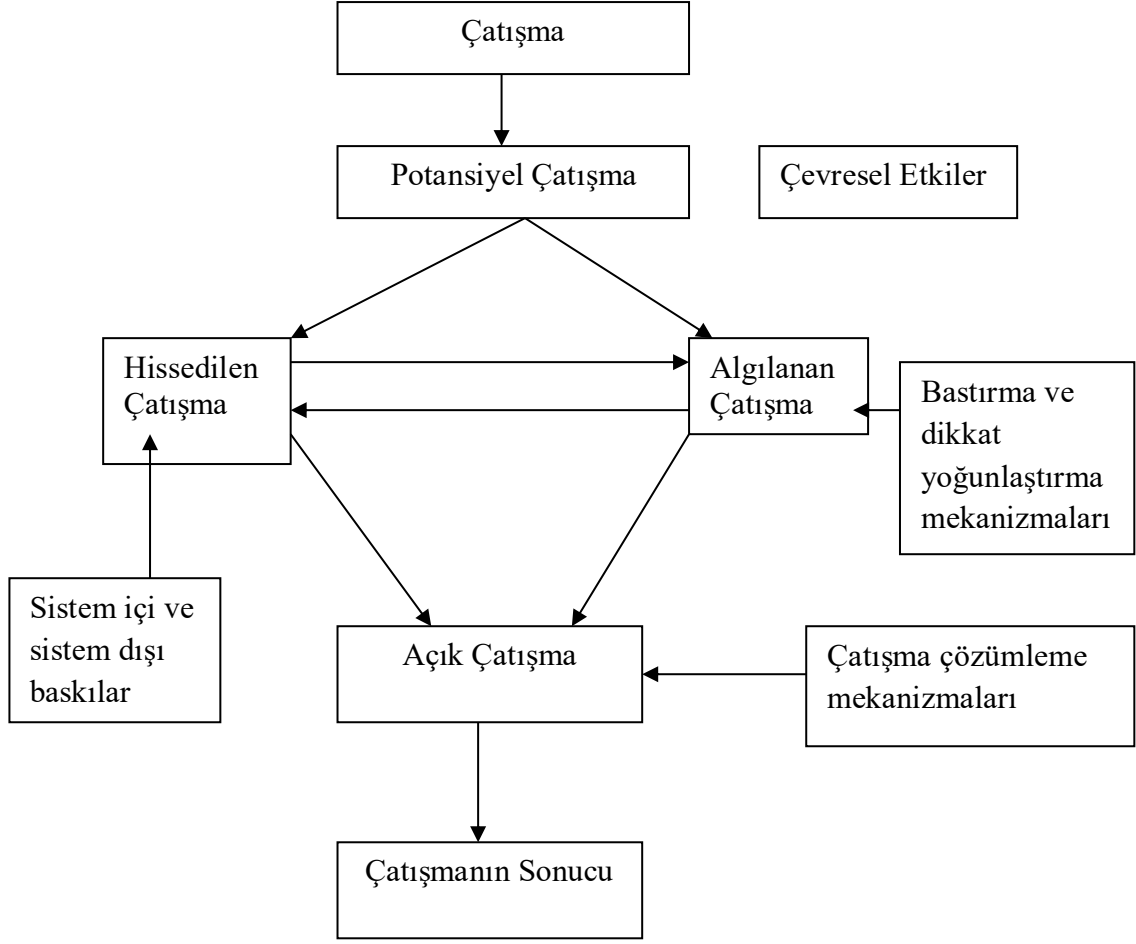 Çatışma
Potansiyel Çatışma
Çevresel Etkiler
Hissedilen
Çatışma
Algılanan
Çatışma
Bastırma ve
dikkat
yoğunlaştırma
mekanizmaları
Sistem içi ve
sistem dışı
baskılar
Açık Çatışma
Çatışma çözümleme
mekanizmaları
Çatışmanın Sonucu